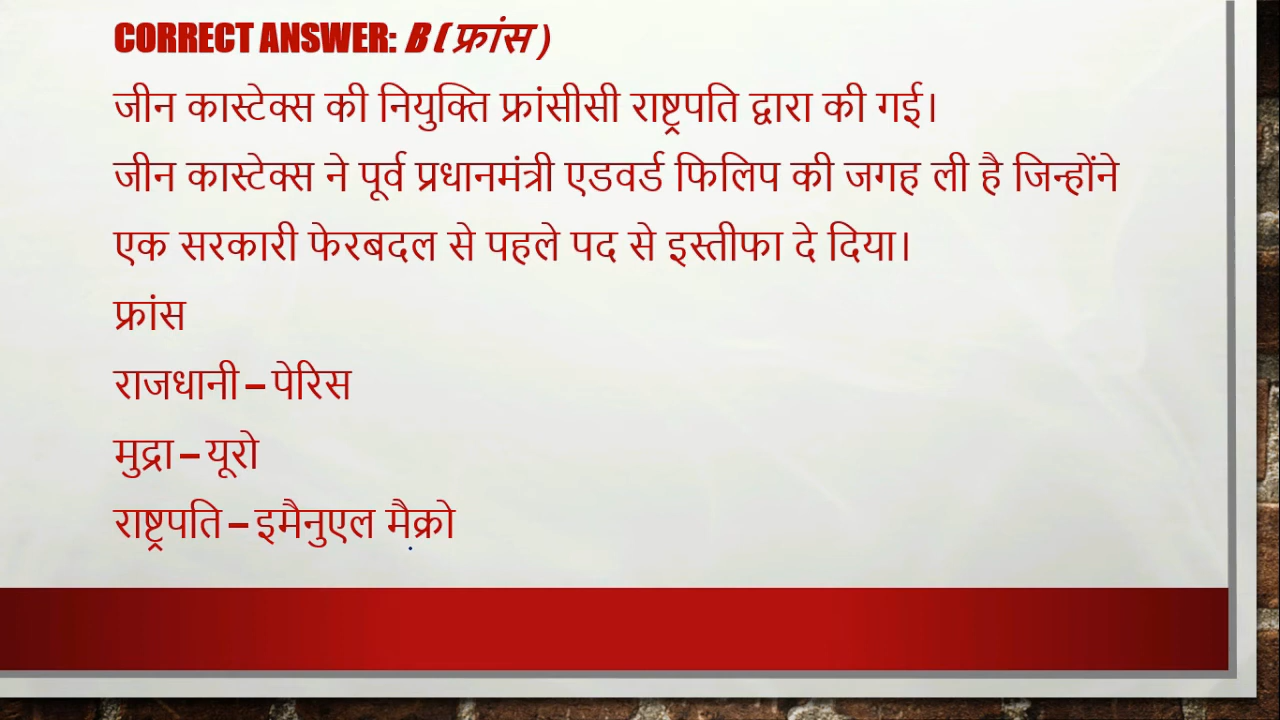 CORRECT ANSWER: B ( फ्रांस )
जीन कास्टेक्स की नियुक्ति फ्रांसीसी राष्ट्रपति द्वारा की गई।
जीन कास्टेक्स ने पूर्व प्रधानमंत्री एडवर्ड फिलिप की जगह ली है जिन्होंने
एक सरकारी फेरबदल से पहले पद से इस्तीफा दे दिया।
फ्रांस
राजधानी – पेरिस
मुद्रा – यूरो
राष्ट्रपति – इमैनुएल मैक्रो